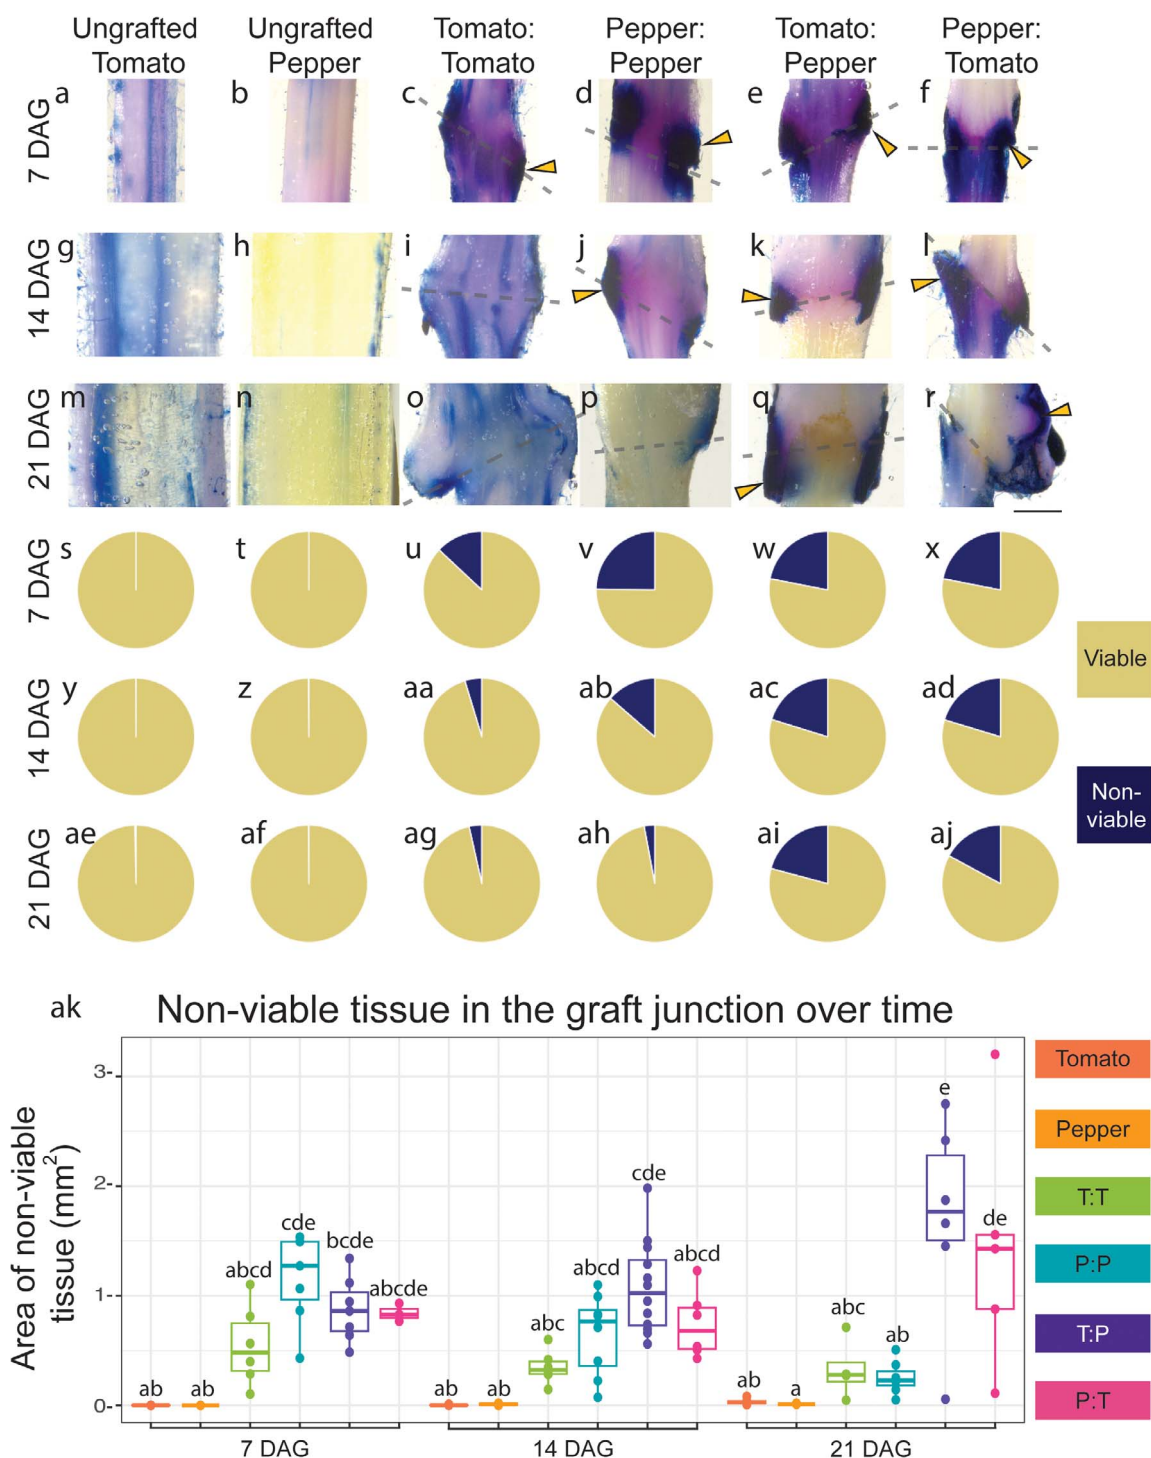 Ungrafted Tomato
Ungrafted Pepper
Tomato: Tomato
Pepper: Pepper
Tomato: Pepper
Pepper: Tomato
7 DAG
a
b
c
d
e
f
14 DAG
g
h
i
j
k
l
21 DAG
m
n
o
p
q
r
7 DAG
s
t
u
v
w
x
Viable
14 DAG
y
z
aa
ab
ac
ad
Non-
viable
21 DAG
ae
af
ag
ah
ai
aj
ak
Non-viable tissue in the graft junction over time
Area of non-viable
tissue (mm²)
3-
2-
1-
0-
ab
ab
abcd
cde
bcde
abcde
ab
ab
abc
abcd
cde
abcd
ab
a
abc
ab
e
de
7 DAG
14 DAG
21 DAG
Tomato
Pepper
T:T
P:P
T:P
P:T